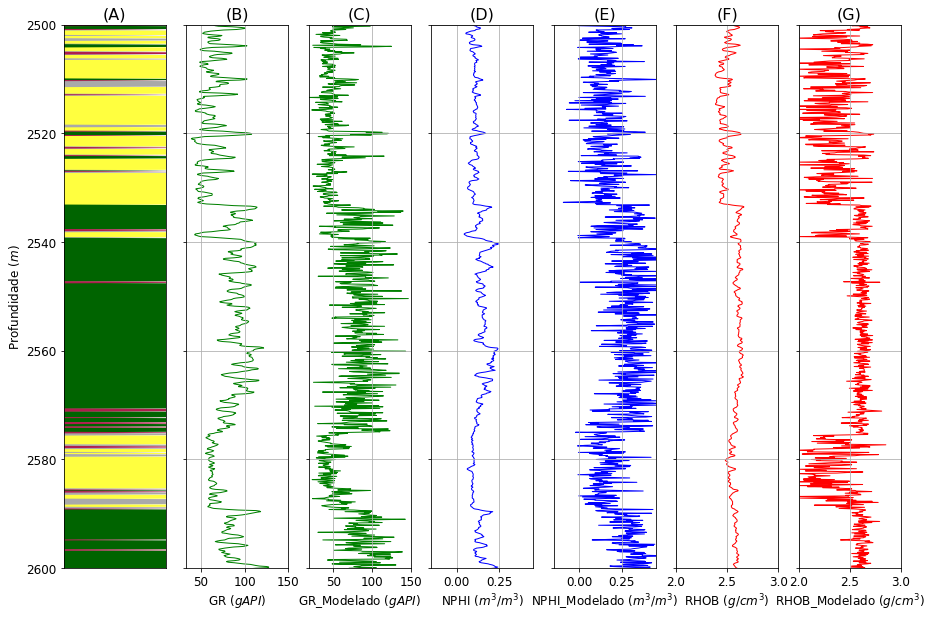 (A) (B) (C) (D) (E) (F) (G)
2500
2520
2540
2560
2580
2600
Profundidade (m)
50 100 150 50 100 150 0.00 0.25 0.00 0.25 2.0 2.5 3.0 2.0 2.5 3.0
GR (gAPI) GR_Modelado (gAPI) NPHI (m³/m³) NPHI_Modelado (m³/m³) RHOB (g/cm³) RHOB_Modelado (g/cm³)